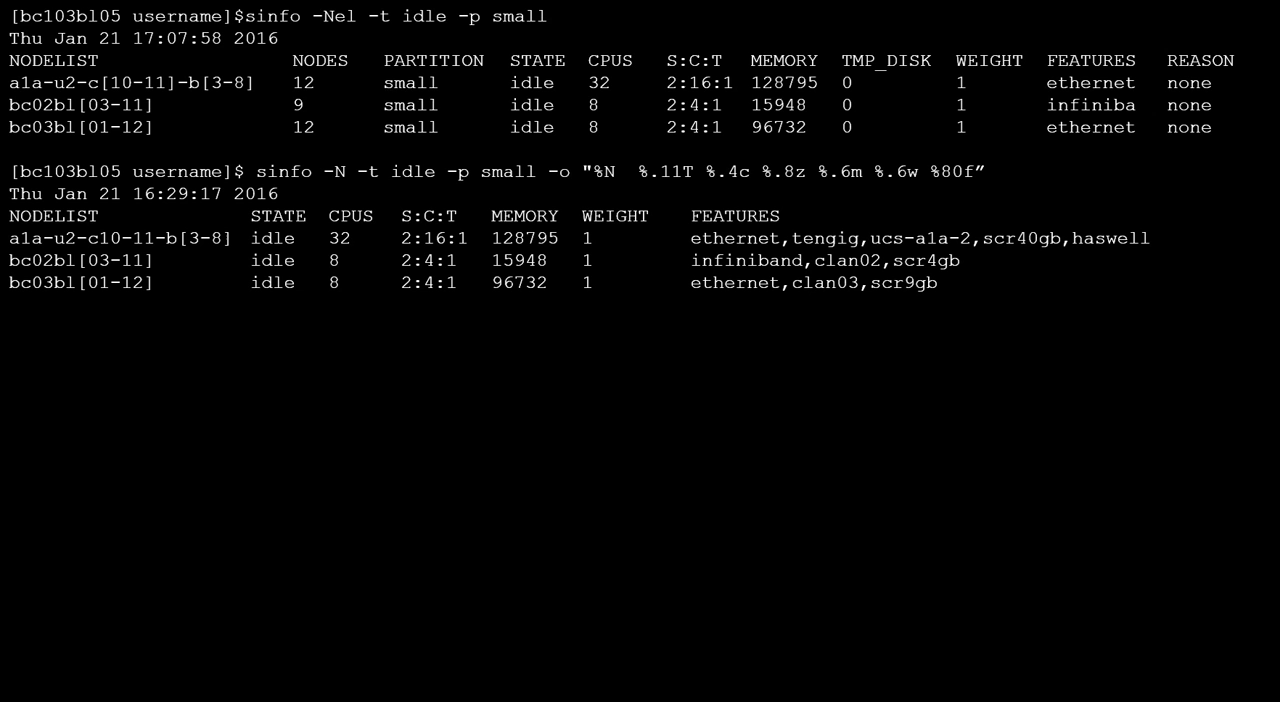 [bc103bl05 username]$sinfo -Nel -t idle -p small
Thu Jan 21 17:07:58 2016
NODELIST NODES PARTITION STATE CPUS S:C:T MEMORY TMP_DISK WEIGHT FEATURES REASON
a1a-u2-c[10-11]-b[3-8] 12 small idle 32 2:16:1 128795 0 1 ethernet none
bc02bl[03-11] 9 small idle 8 2:4:1 15948 0 1 infiniba none
bc03bl[01-12] 12 small idle 8 2:4:1 96732 0 1 ethernet none
[bc103bl05 username]$ sinfo -N -t idle -p small -o "%N  %.11T %.4c %.8z %.6m %.6w %80f”
Thu Jan 21 16:29:17 2016
NODELIST STATE CPUS S:C:T MEMORY WEIGHT FEATURES
a1a-u2-c10-11-b[3-8] idle 32 2:16:1 128795 1 ethernet,tengig,ucs-a1a-2,scr40gb,haswell
bc02bl[03-11] idle 8 2:4:1 15948 1 infiniband,clan02,scr4gb
bc03bl[01-12] idle 8 2:4:1 96732 1 ethernet,clan03,scr9gb